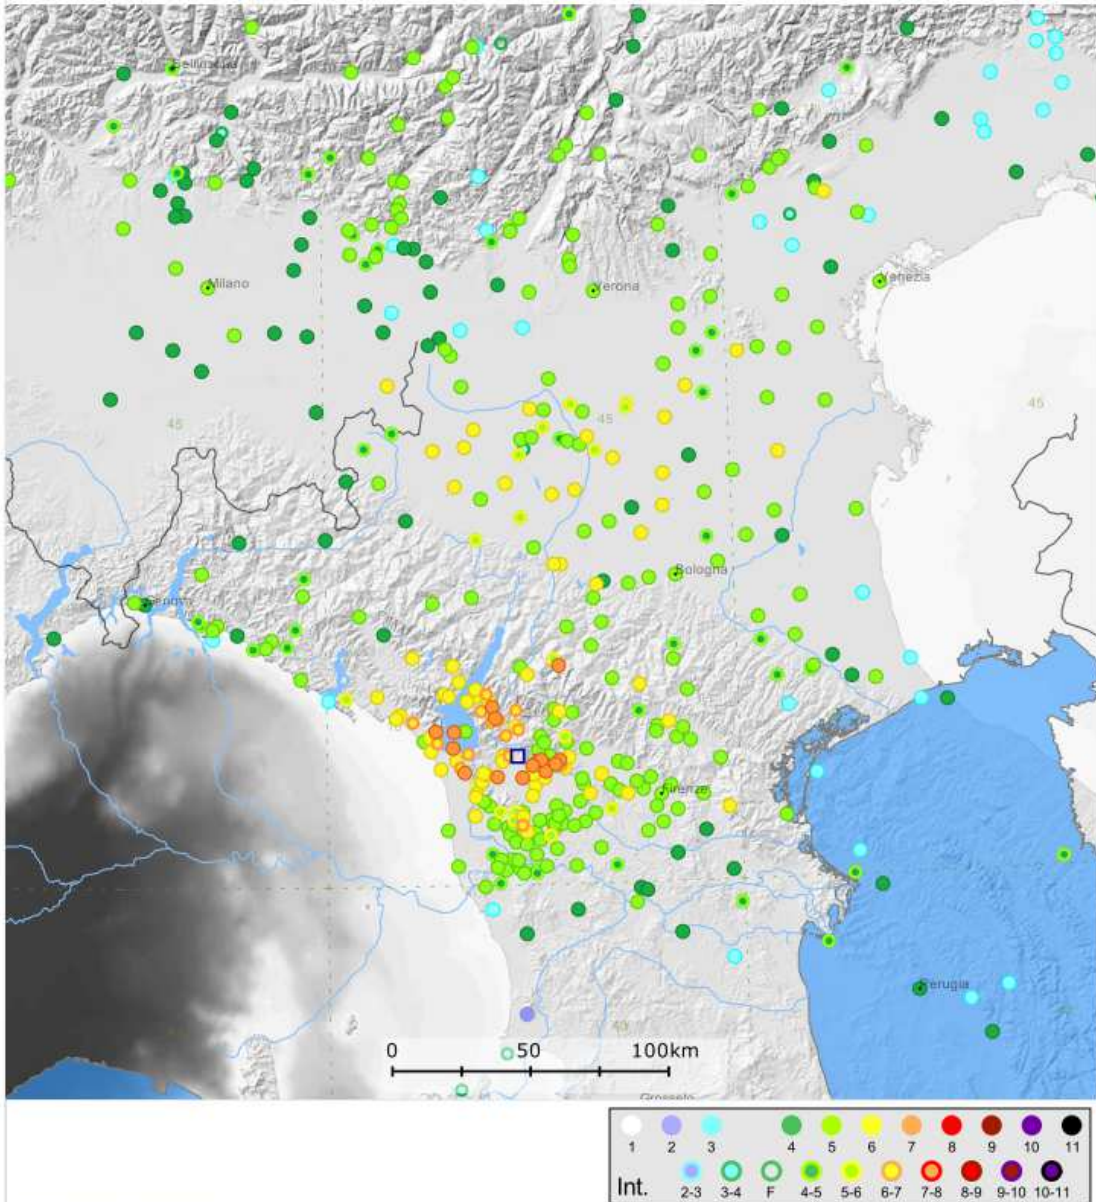 Bellinzona
Milano
Verona
Venezia
45
45
45
Genova
Bologna
Firenze
Perugia
43
0 50 100km
Grosseto
1 2 3 4 5 6 7 8 9 10 11
Int. 2-3 3-4 F 4-5 5-6 6-7 7-8 8-9 9-10 10-11